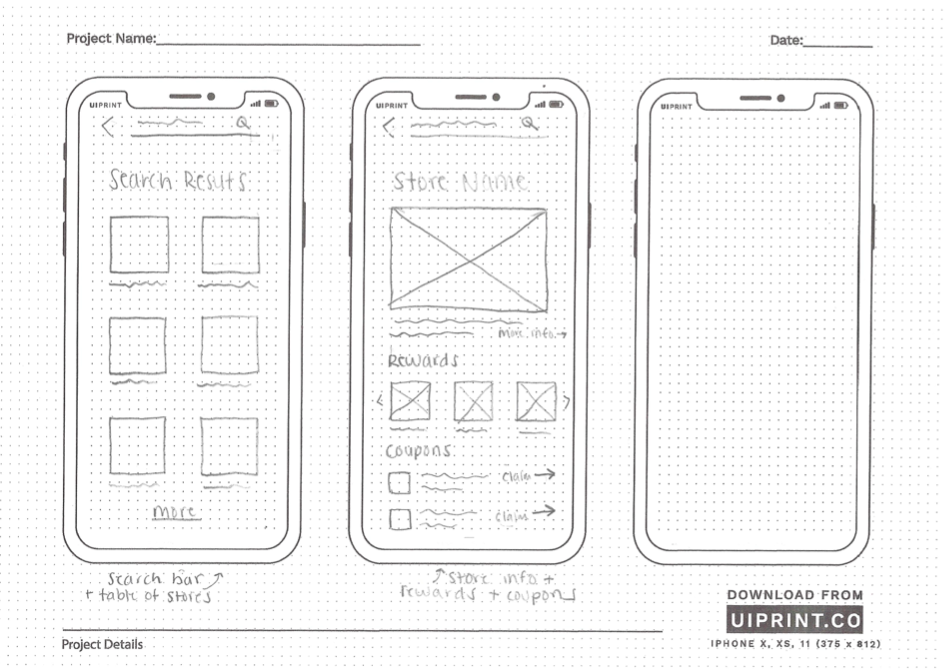 Project Name:
Date:
UIPRINT
UIPRINT
UIPRINT
Search Results
more
Store Name
more info →
Rewards
Coupons
claim →
claim →
search bar
+ table of stores
store info +
rewards + coupons
DOWNLOAD FROM
UIPRINT.CO
IPHONE X, XS, 11 (375 x 812)
Project Details